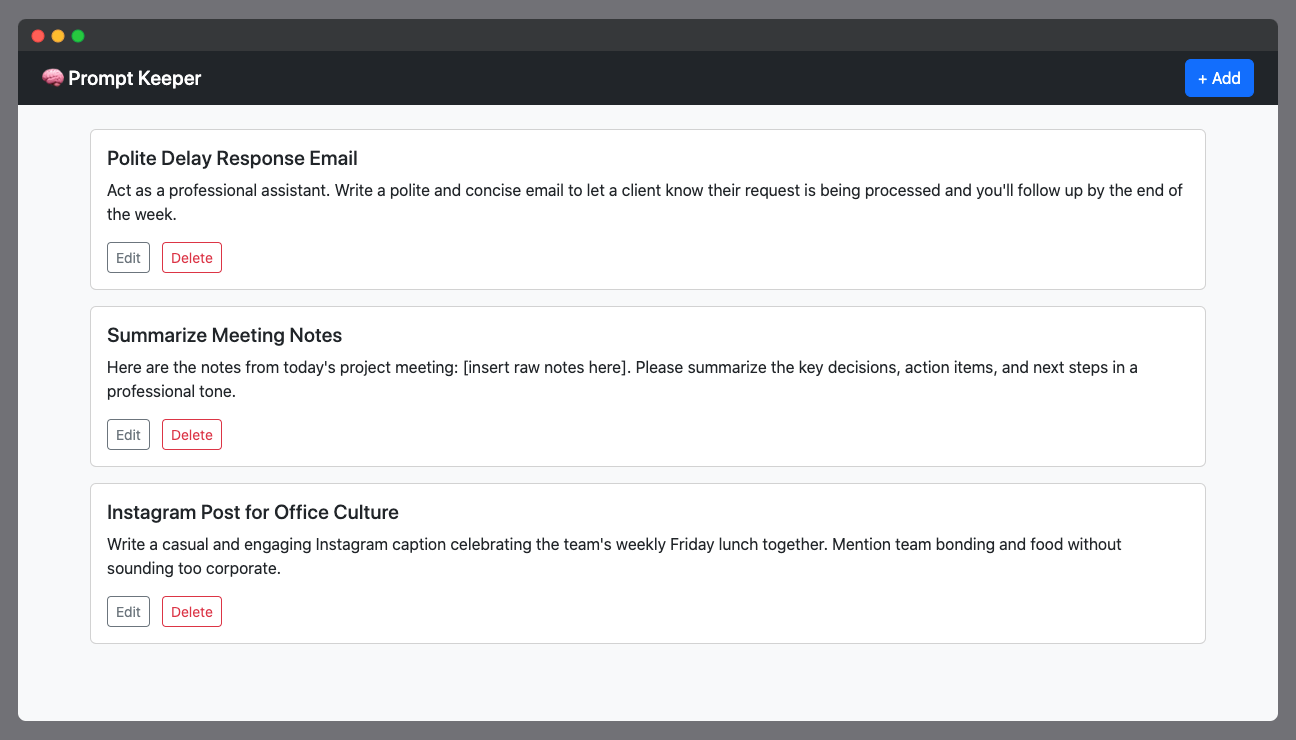 Prompt Keeper
+ Add
Polite Delay Response Email
Act as a professional assistant. Write a polite and concise email to let a client know their request is being processed and you'll follow up by the end of
the week.
Edit Delete
Summarize Meeting Notes
Here are the notes from today's project meeting: [insert raw notes here]. Please summarize the key decisions, action items, and next steps in a
professional tone.
Edit Delete
Instagram Post for Office Culture
Write a casual and engaging Instagram caption celebrating the team's weekly Friday lunch together. Mention team bonding and food without
sounding too corporate.
Edit Delete